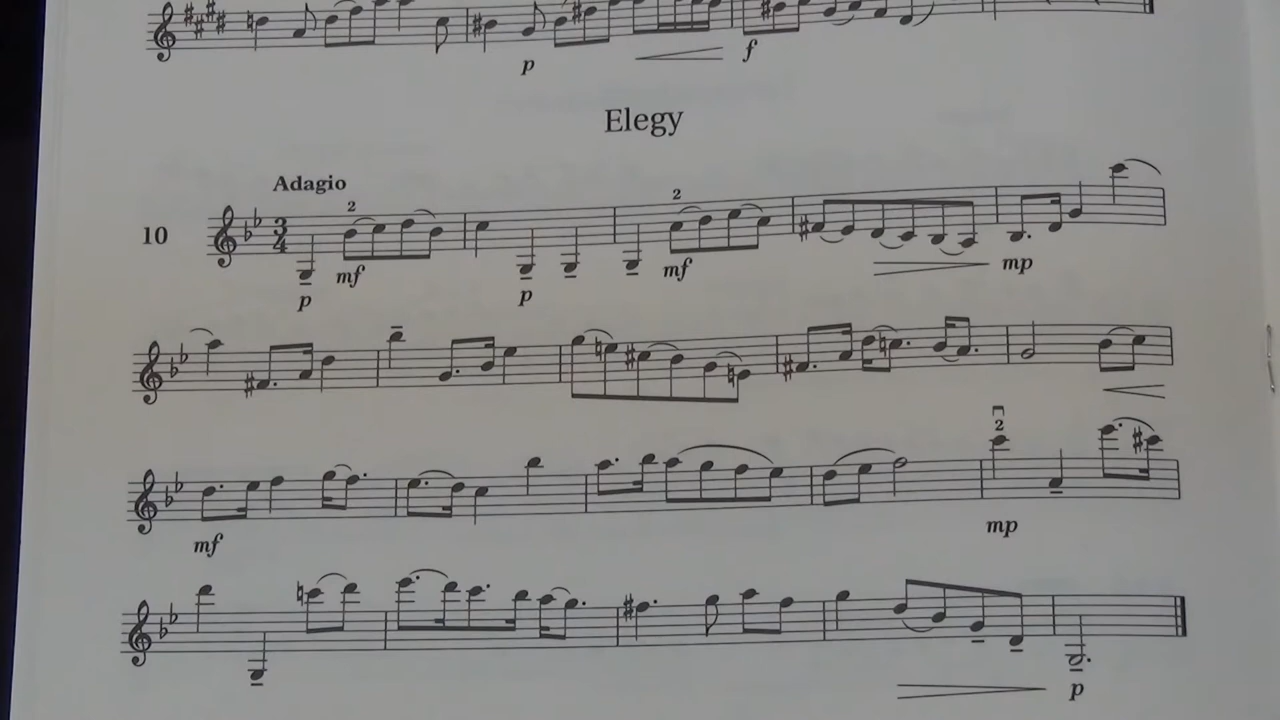 p f
Elegy
Adagio
10 3 4 2 2
mf mf mp
p p
2
mf mp
p